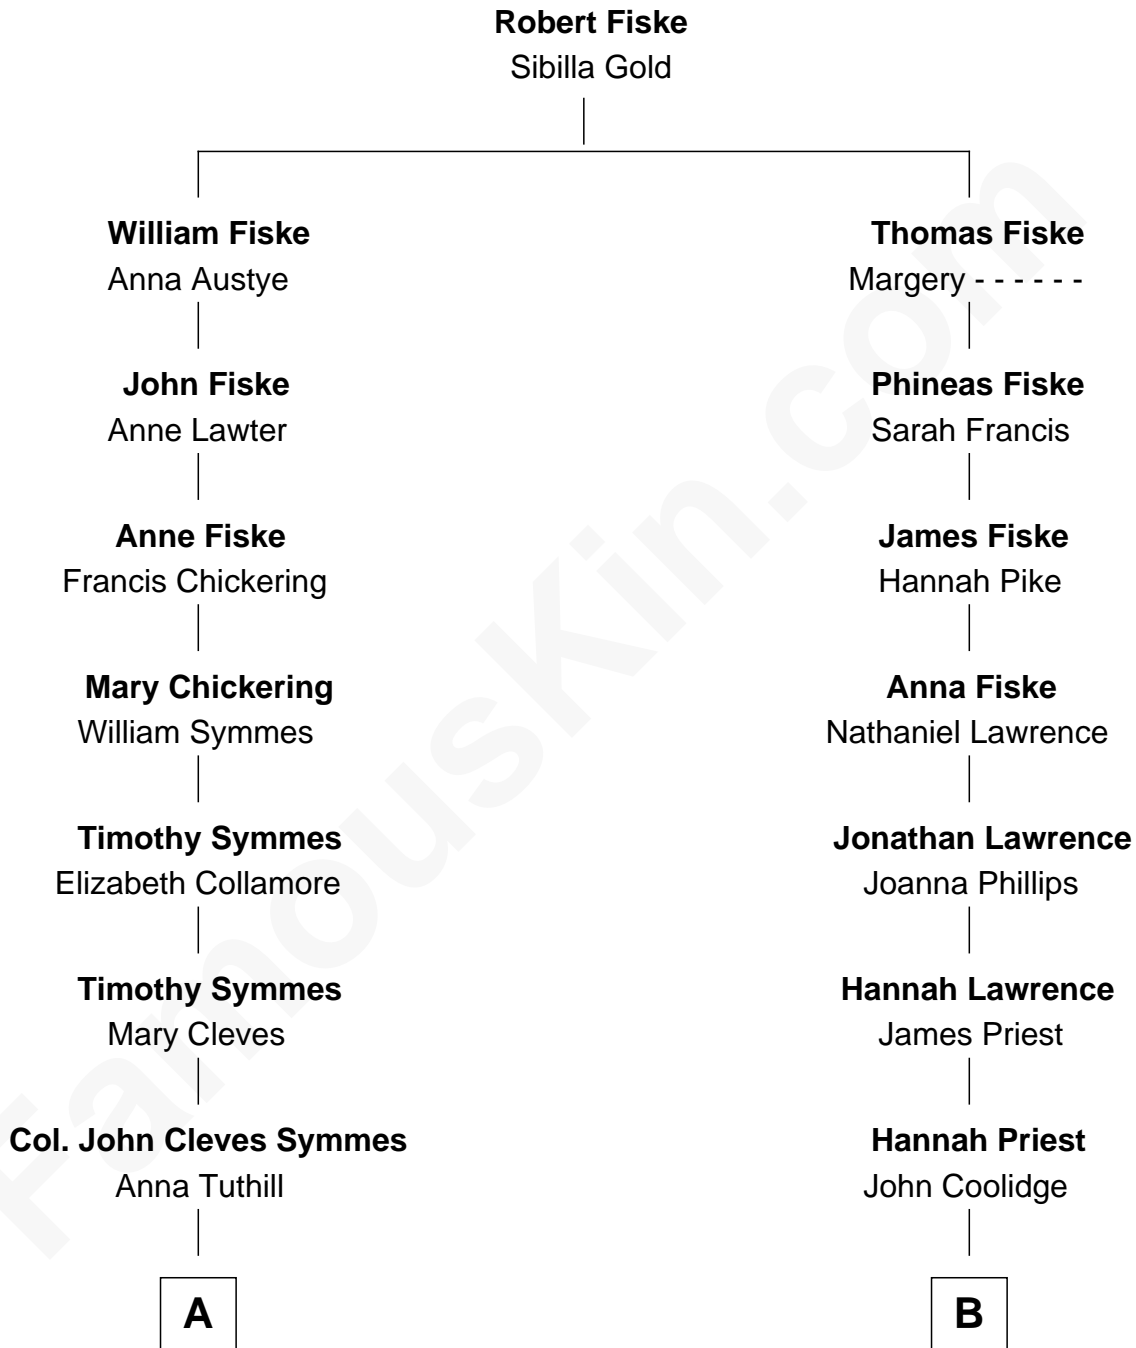 Robert Fiske
Sibilla Gold
William Fiske
Anna Austye
Thomas Fiske
Margery - - - - - -
John Fiske
Anne Lawter
Phineas Fiske
Sarah Francis
Anne Fiske
Francis Chickering
James Fiske
Hannah Pike
Mary Chickering
William Symmes
Anna Fiske
Nathaniel Lawrence
Timothy Symmes
Elizabeth Collamore
Jonathan Lawrence
Joanna Phillips
Timothy Symmes
Mary Cleves
Hannah Lawrence
James Priest
Col. John Cleves Symmes
Anna Tuthill
Hannah Priest
John Coolidge
A
B
FamousKin.com